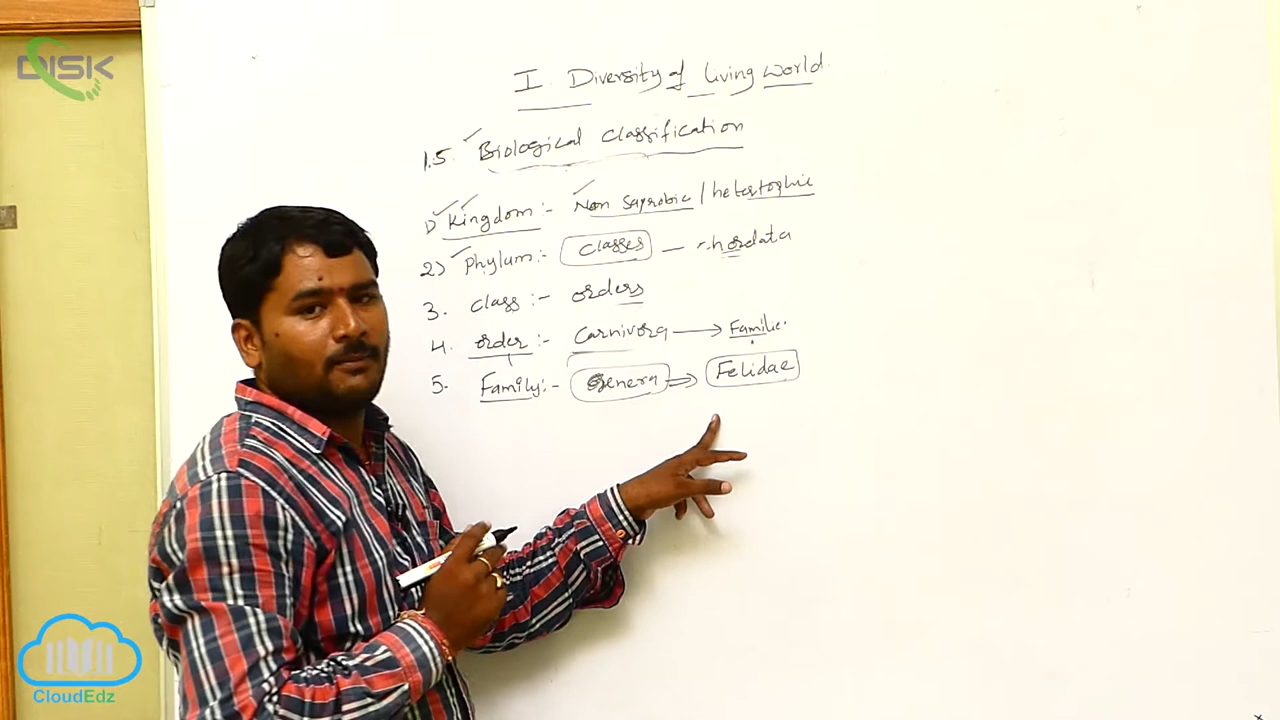 DISK
I. Diversity of living world.
1.5. Biological classification
1) Kingdom :- Non saprobic / hetertophic
2) Phylum :- classes — chordata
3. class :- orders
4. order :- Carnivora → Familie.
5. Family :- Genera ⇒ Felidae
CloudEdz